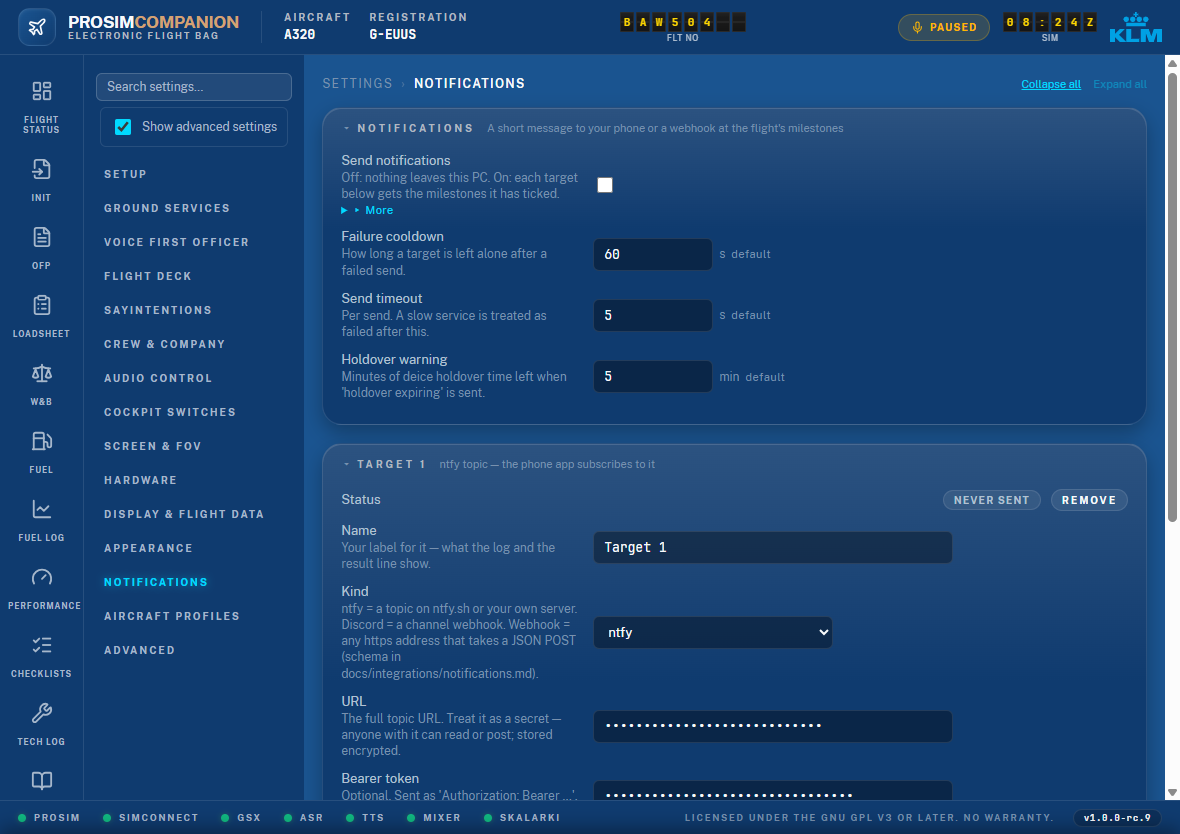 PROSIMCOMPANION
ELECTRONIC FLIGHT BAG
AIRCRAFT
A320
REGISTRATION
G-EUUS
BAW504
FLT NO
PAUSED
08:24Z
SIM
KLM
FLIGHT STATUS
INIT
OFP
LOADSHEET
W&B
FUEL
FUEL LOG
PERFORMANCE
CHECKLISTS
TECH LOG
Search settings...
Show advanced settings
SETUP
GROUND SERVICES
VOICE FIRST OFFICER
FLIGHT DECK
SAYINTENTIONS
CREW & COMPANY
AUDIO CONTROL
COCKPIT SWITCHES
SCREEN & FOV
HARDWARE
DISPLAY & FLIGHT DATA
APPEARANCE
NOTIFICATIONS
AIRCRAFT PROFILES
ADVANCED
SETTINGS › NOTIFICATIONS
Collapse all Expand all
NOTIFICATIONS A short message to your phone or a webhook at the flight's milestones
Send notifications
Off: nothing leaves this PC. On: each target
below gets the milestones it has ticked.
More
Failure cooldown
How long a target is left alone after a
failed send.
60 s default
Send timeout
Per send. A slow service is treated as
failed after this.
5 s default
Holdover warning
Minutes of deice holdover time left when
'holdover expiring' is sent.
5 min default
TARGET 1 ntfy topic — the phone app subscribes to it
Status
NEVER SENT REMOVE
Name
Your label for it — what the log and the
result line show.
Target 1
Kind
ntfy = a topic on ntfy.sh or your own server.
Discord = a channel webhook. Webhook =
any https address that takes a JSON POST
(schema in
docs/integrations/notifications.md).
ntfy
URL
The full topic URL. Treat it as a secret —
anyone with it can read or post; stored
encrypted.
Bearer token
Optional. Sent as 'Authorization: Bearer …'.
PROSIM SIMCONNECT GSX ASR TTS MIXER SKALARKI
LICENSED UNDER THE GNU GPL V3 OR LATER. NO WARRANTY. v1.0.0-rc.9